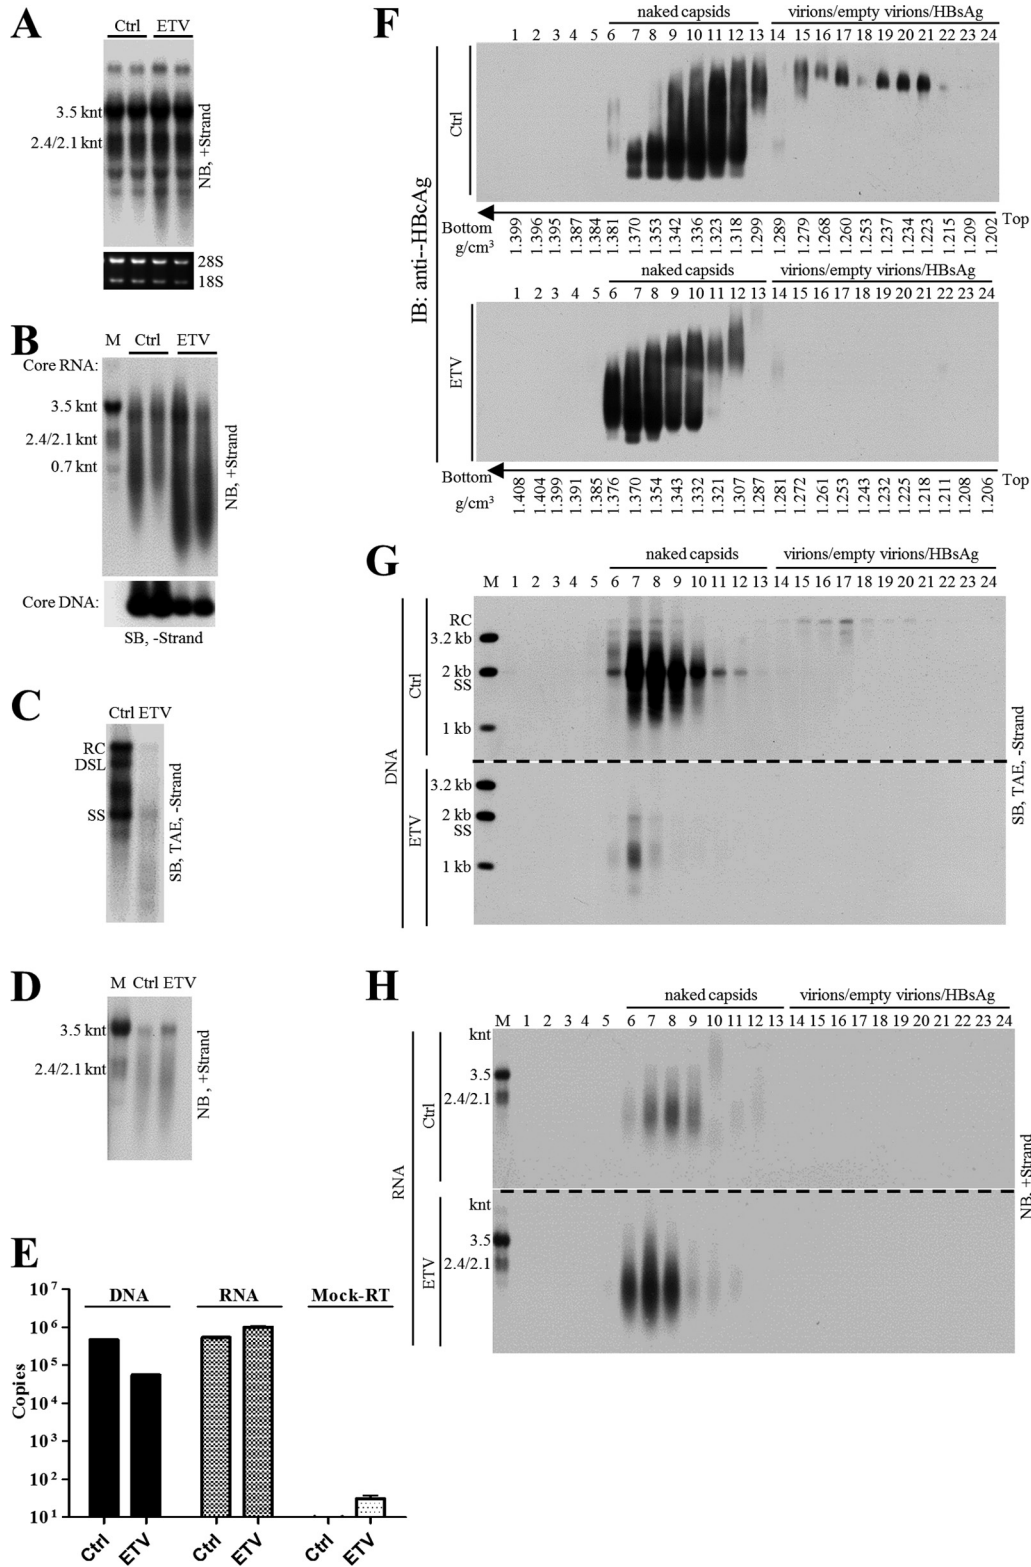 A
Ctrl ETV
3.5 knt
2.4/2.1 knt
NB, +Strand
28S
18S
B
M Ctrl ETV
Core RNA:
3.5 knt
2.4/2.1 knt
0.7 knt
NB, +Strand
Core DNA:
SB, -Strand
C
Ctrl ETV
RC
DSL
SS
SB, TAE, -Strand
D
M Ctrl ETV
3.5 knt
2.4/2.1 knt
NB, +Strand
E
DNA RNA Mock-RT
Copies
10⁷
10⁶
10⁵
10⁴
10³
10²
10¹
Ctrl ETV Ctrl ETV Ctrl ETV
F
naked capsids virions/empty virions/HBsAg
1 2 3 4 5 6 7 8 9 10 11 12 13 14 15 16 17 18 19 20 21 22 23 24
Ctrl
IB: anti--HBcAg
Bottom Top
g/cm³ 1.399 1.396 1.395 1.387 1.384 1.381 1.370 1.353 1.342 1.336 1.323 1.318 1.299 1.289 1.279 1.268 1.260 1.253 1.237 1.234 1.223 1.215 1.209 1.202
naked capsids virions/empty virions/HBsAg
1 2 3 4 5 6 7 8 9 10 11 12 13 14 15 16 17 18 19 20 21 22 23 24
ETV
Bottom Top
g/cm³ 1.408 1.404 1.399 1.391 1.385 1.376 1.370 1.354 1.343 1.332 1.321 1.307 1.287 1.281 1.272 1.261 1.253 1.243 1.232 1.225 1.218 1.211 1.208 1.206
G
naked capsids virions/empty virions/HBsAg
M 1 2 3 4 5 6 7 8 9 10 11 12 13 14 15 16 17 18 19 20 21 22 23 24
RC
3.2 kb
2 kb
SS
1 kb
Ctrl
DNA
3.2 kb
2 kb
SS
1 kb
ETV
SB, TAE, -Strand
H
naked capsids virions/empty virions/HBsAg
M 1 2 3 4 5 6 7 8 9 10 11 12 13 14 15 16 17 18 19 20 21 22 23 24
knt
3.5
2.4/2.1
Ctrl
RNA
knt
3.5
2.4/2.1
ETV
NB, +Strand